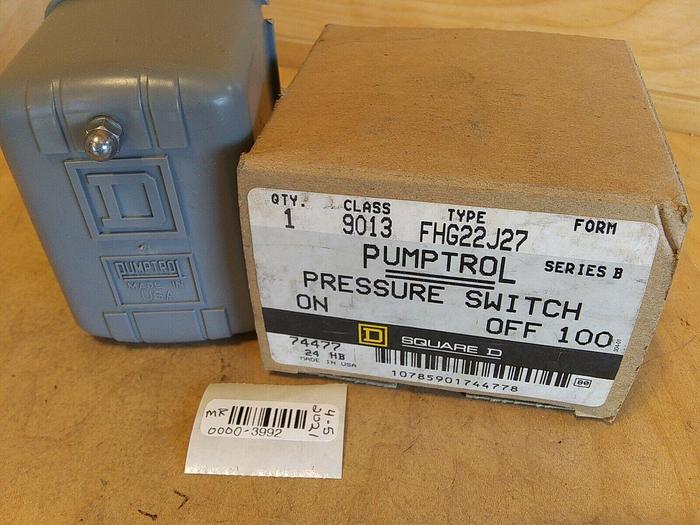 D
PUMPTROL
MADE IN
USA
QTY. CLASS TYPE FORM
1 9013 FHG22J27
PUMPTROL SERIES B
PRESSURE SWITCH
ON OFF 100
D SQUARE D
74477
24 HB
MADE IN USA
10785901744778
MR
0000-3992
4-5
2021